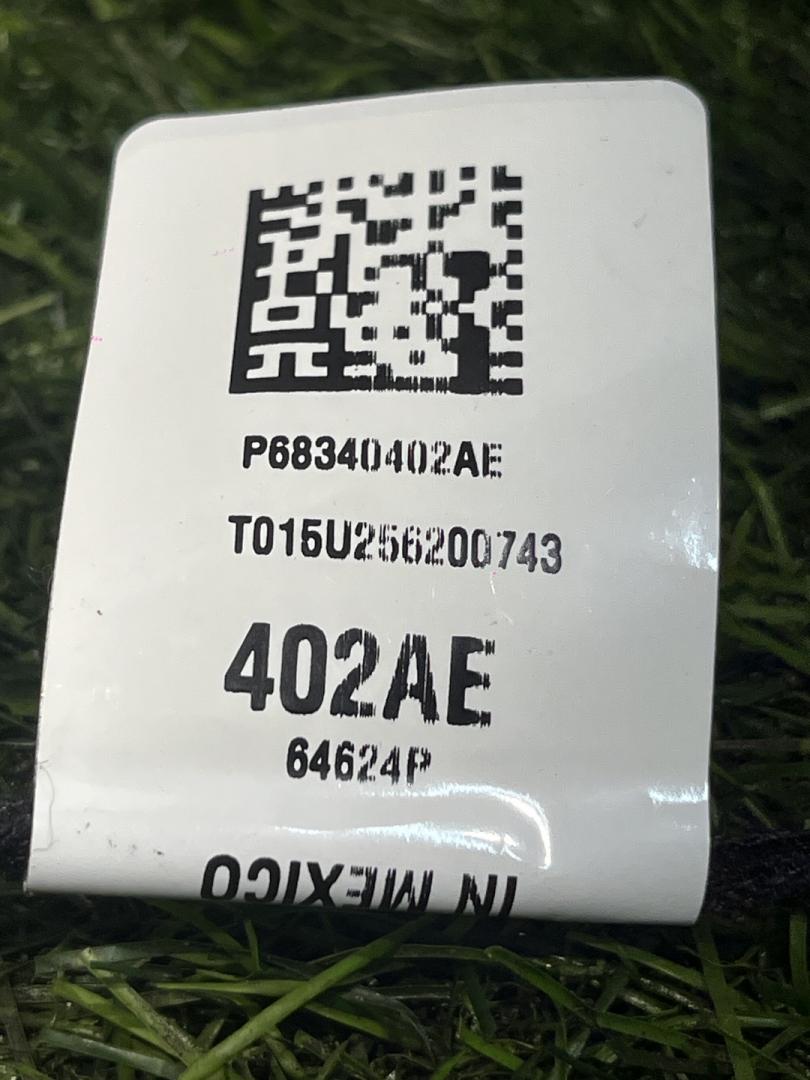 P68340402AE
T015U256200743
402AE
64624P
IN MEXICO